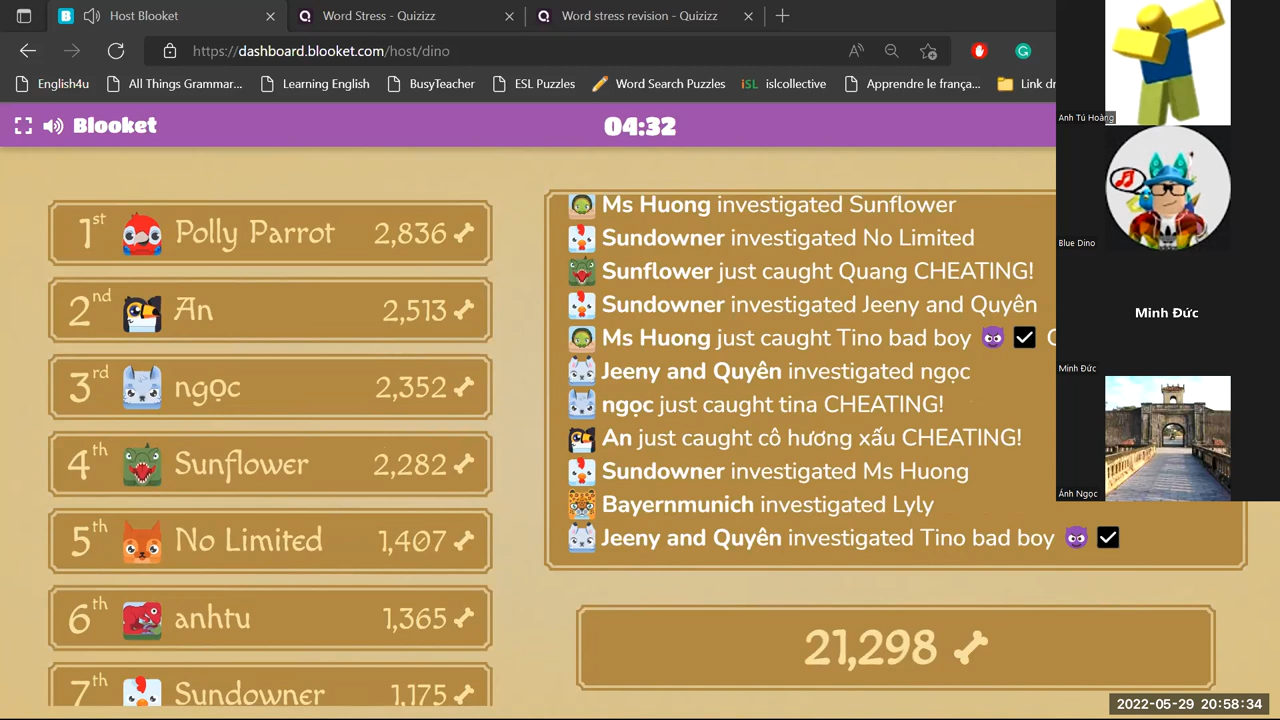 Host Blooket
Word Stress - Quizizz
Word stress revision - Quizizz
https://dashboard.blooket.com/host/dino
English4u
All Things Grammar...
Learning English
BusyTeacher
ESL Puzzles
Word Search Puzzles
iSL islcollective
Apprendre le frança...
Link dr
Blooket
04:32
1st Polly Parrot 2,836
2nd An 2,513
3rd ngọc 2,352
4th Sunflower 2,282
5th No Limited 1,407
6th anhtu 1,365
7th Sundowner 1,175
Ms Huong investigated Sunflower
Sundowner investigated No Limited
Sunflower just caught Quang CHEATING!
Sundowner investigated Jeeny and Quyên
Ms Huong just caught Tino bad boy 😈 ✔ C
Jeeny and Quyên investigated ngọc
ngọc just caught tina CHEATING!
An just caught cô hương xấu CHEATING!
Sundowner investigated Ms Huong
Bayernmunich investigated Lyly
Jeeny and Quyên investigated Tino bad boy 😈 ✔
21,298
Anh Tú Hoàng
Blue Dino
Minh Đức
Minh Đức
Ánh Ngọc
2022-05-29 20:58:34